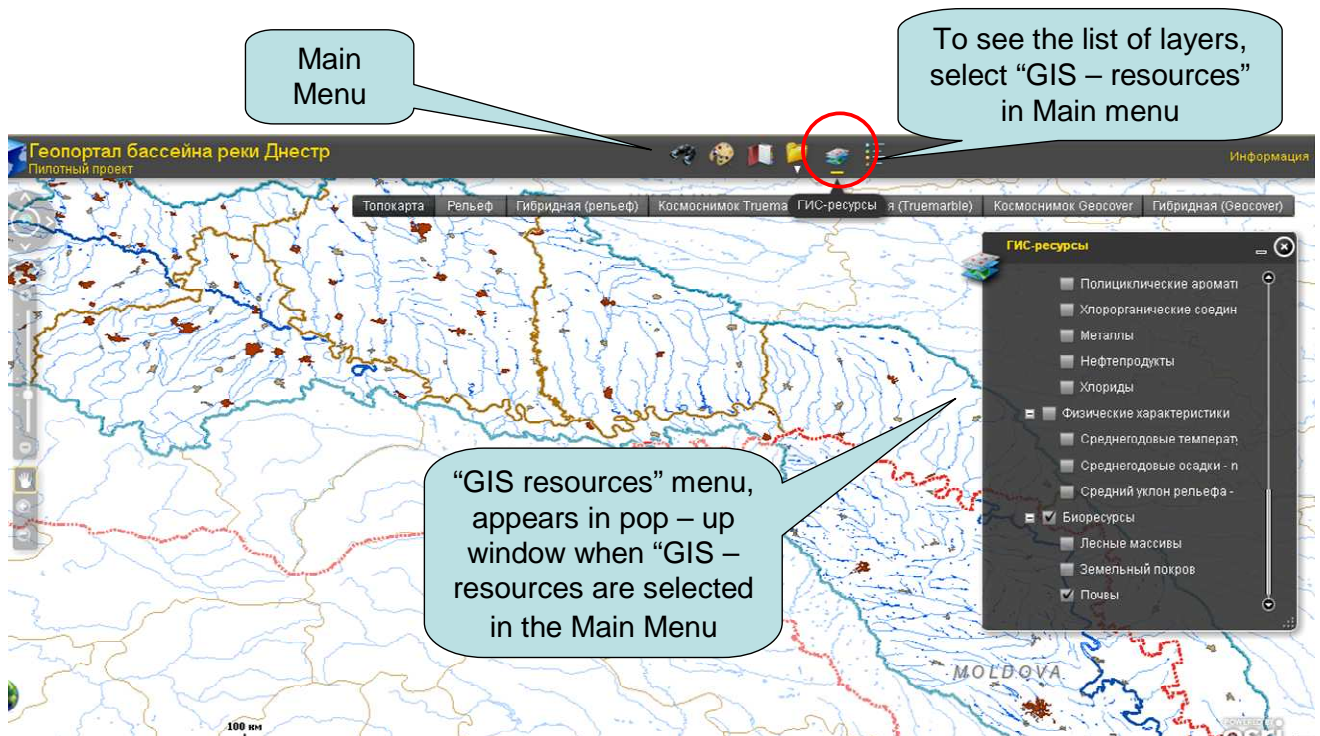 Main
Menu
To see the list of layers,
select “GIS – resources”
in Main menu
Геопортал бассейна реки Днестр
Пилотный проект
Информация
Топокарта
Рельеф
Гибридная (рельеф)
Космоснимок Truema
ГИС-ресурсы
я (Truemarble)
Космоснимок Geocover
Гибридная (Geocover)
ГИС-ресурсы
Полициклические аромати
Хлорорганические соедин
Металлы
Нефтепродукты
Хлориды
Физические характеристики
Среднегодовые температу
Среднегодовые осадки - п
Средний уклон рельефа -
Биоресурсы
Лесные массивы
Земельный покров
Почвы
“GIS resources” menu,
appears in pop – up
window when “GIS –
resources are selected
in the Main Menu
MOLDOVA
100 км
POWERED BY
esri